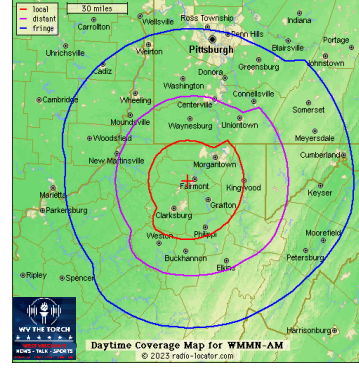 local
distant
fringe
30 miles
Wellsville
Carrollton
Ross Township
Indiana
Penn Hills
Uhrichsville
Weirton
Pittsburgh
Blairsville
Portage
Cadiz
Greensburg
Johnstown
Donora
Washington
Cambridge
Wheeling
Centerville
Connellsville
Somerset
Moundsville
Waynesburg
Uniontown
Woodsfield
Meyersdale
New Martinsville
Morgantown
Cumberland
Marietta
Fairmont
Kingwood
Keyser
Parkersburg
Clarksburg
Grafton
Weston
Philippi
Moorefield
Buckhannon
Elkins
Petersburg
Ripley
Spencer
WV THE TORCH
NEWS - TALK - SPORTS
Harrisonburg
Daytime Coverage Map for WMMN-AM
© 2023 radio-locator.com